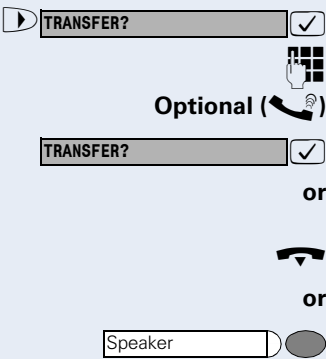 TRANSFER?
Optional ( )
TRANSFER?
or
or
Speaker